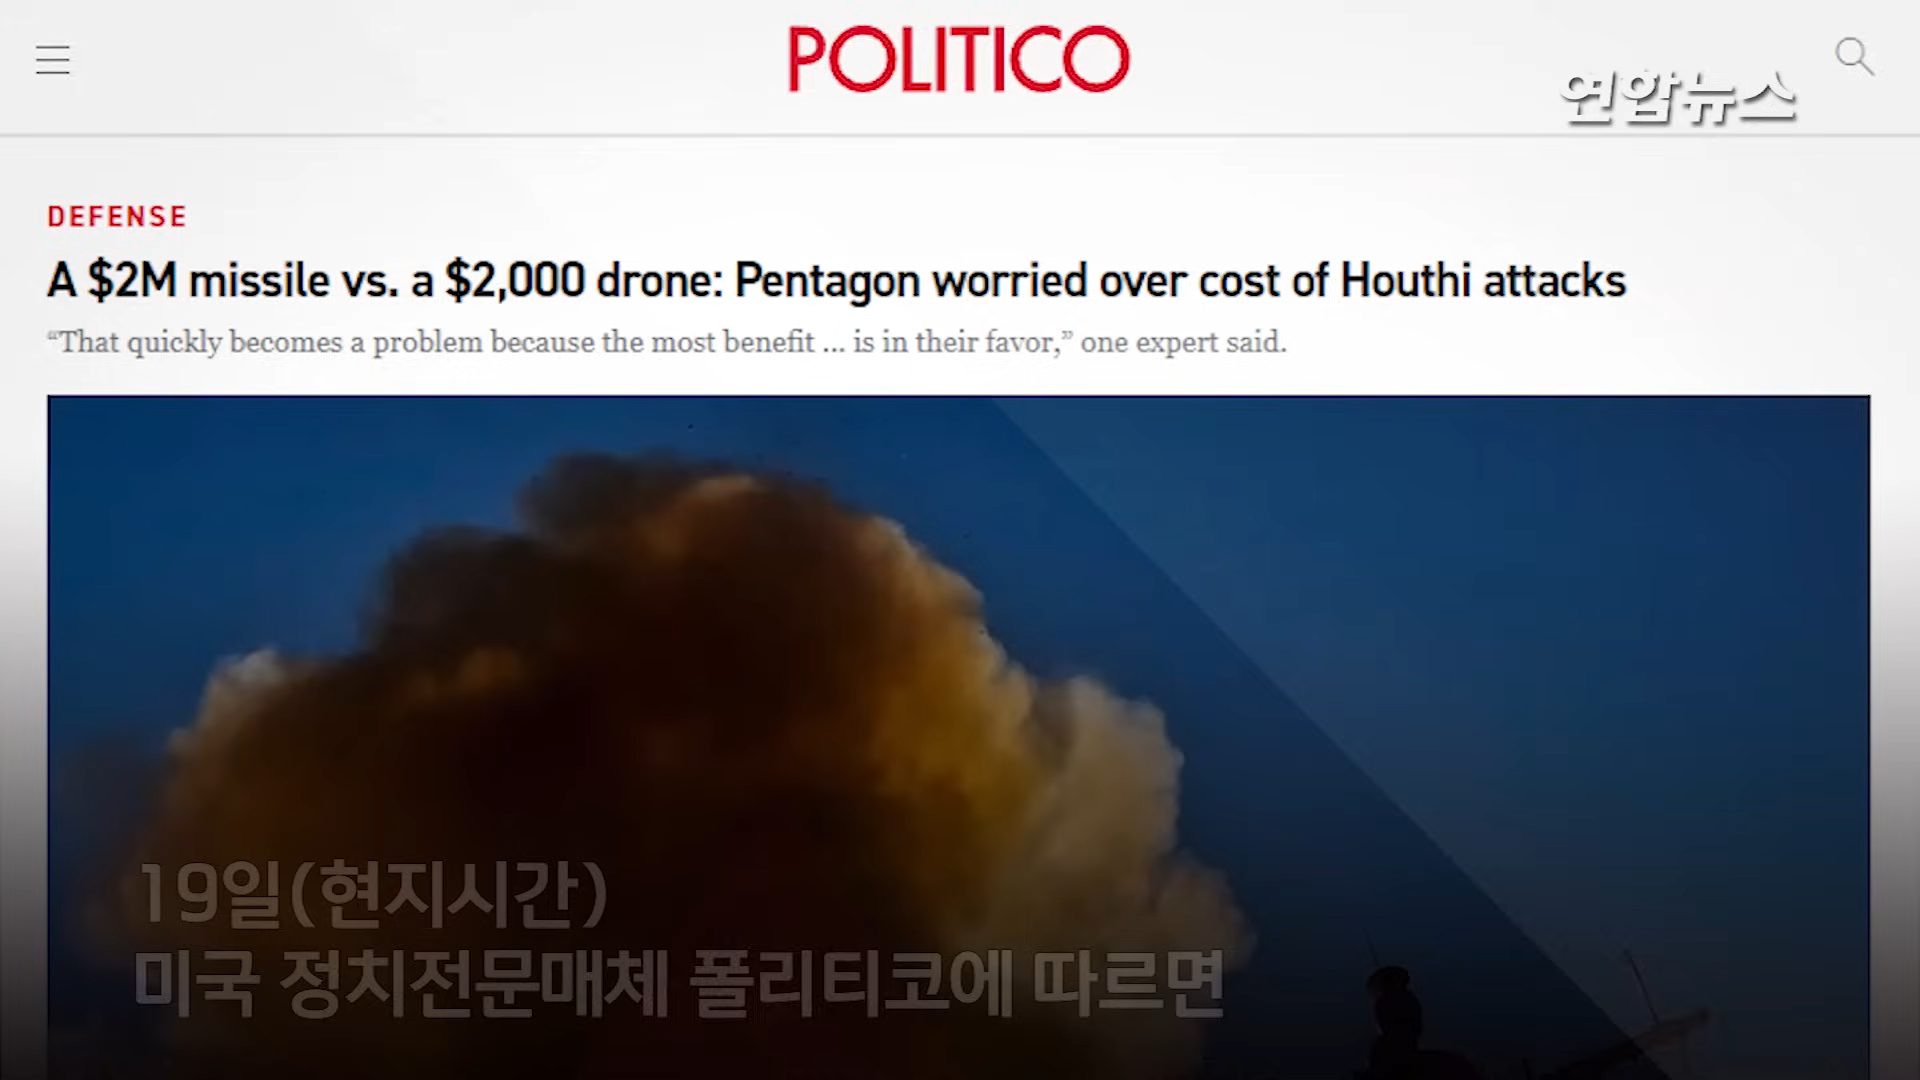 POLITICO
연합뉴스
DEFENSE
A $2M missile vs. a $2,000 drone: Pentagon worried over cost of Houthi attacks
“That quickly becomes a problem because the most benefit ... is in their favor,” one expert said.
19일(현지시간)
미국 정치전문매체 폴리티코에 따르면